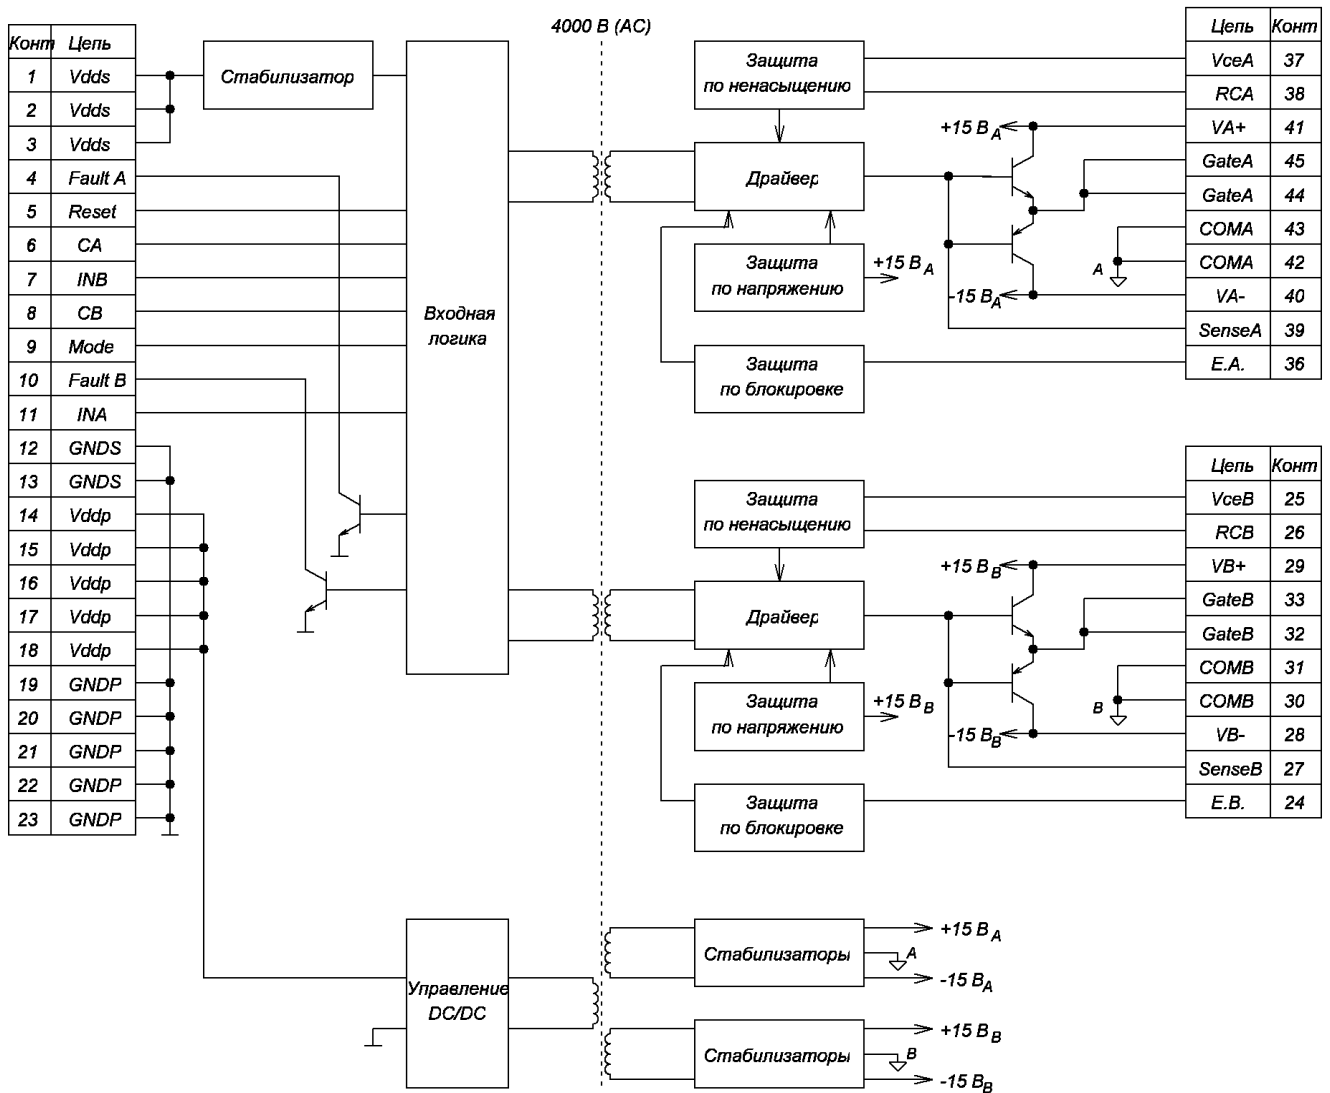 4000 В (АС)
Конт Цепь
1 Vdds
2 Vdds
3 Vdds
4 Fault A
5 Reset
6 CA
7 INB
8 CB
9 Mode
10 Fault B
11 INA
12 GNDS
13 GNDS
14 Vddp
15 Vddp
16 Vddp
17 Vddp
18 Vddp
19 GNDP
20 GNDP
21 GNDP
22 GNDP
23 GNDP
Стабилизатор
Входная
логика
Управление
DC/DC
Защита
по ненасыщению
Драйвер
Защита
по напряжению
Защита
по блокировке
+15 В A
+15 В A
-15 В A
A
Цепь Конт
VceA 37
RCA 38
VA+ 41
GateA 45
GateA 44
COMA 43
COMA 42
VA- 40
SenseA 39
E.A. 36
Защита
по ненасыщению
Драйвер
Защита
по напряжению
Защита
по блокировке
+15 В B
+15 В B
-15 В B
B
Цепь Конт
VceB 25
RCB 26
VB+ 29
GateB 33
GateB 32
COMB 31
COMB 30
VB- 28
SenseB 27
E.B. 24
Стабилизаторы
+15 В A
A
-15 В A
Стабилизаторы
+15 В B
B
-15 В B